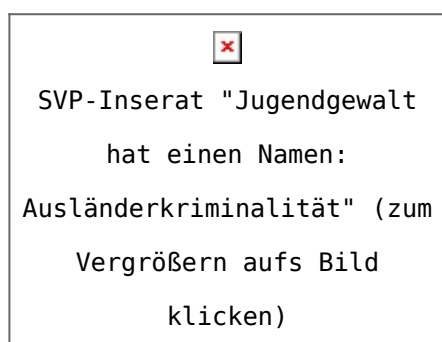 SVP-Inserat "Jugendgewalt
hat einen Namen:
Ausländerkriminalität" (zum
Vergrößern aufs Bild
klicken)